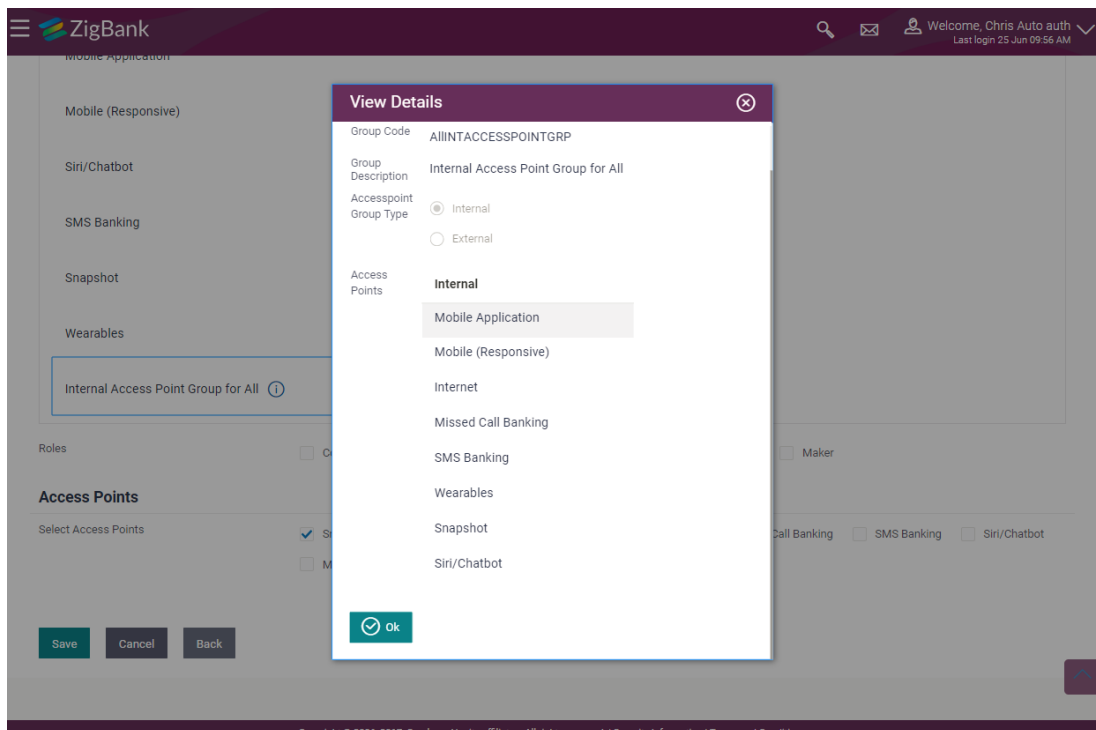 ZigBank
Welcome, Chris Auto auth
Last login 25 Jun 09:56 AM
Mobile Application
Mobile (Responsive)
Siri/Chatbot
SMS Banking
Snapshot
Wearables
Internal Access Point Group for All
Roles
Maker
Access Points
Select Access Points
Call Banking
SMS Banking
Siri/Chatbot
Save
Cancel
Back
View Details
Group Code
AllINTACCESSPOINTGRP
Group
Description
Internal Access Point Group for All
Accesspoint
Group Type
Internal
External
Access
Points
Internal
Mobile Application
Mobile (Responsive)
Internet
Missed Call Banking
SMS Banking
Wearables
Snapshot
Siri/Chatbot
Ok